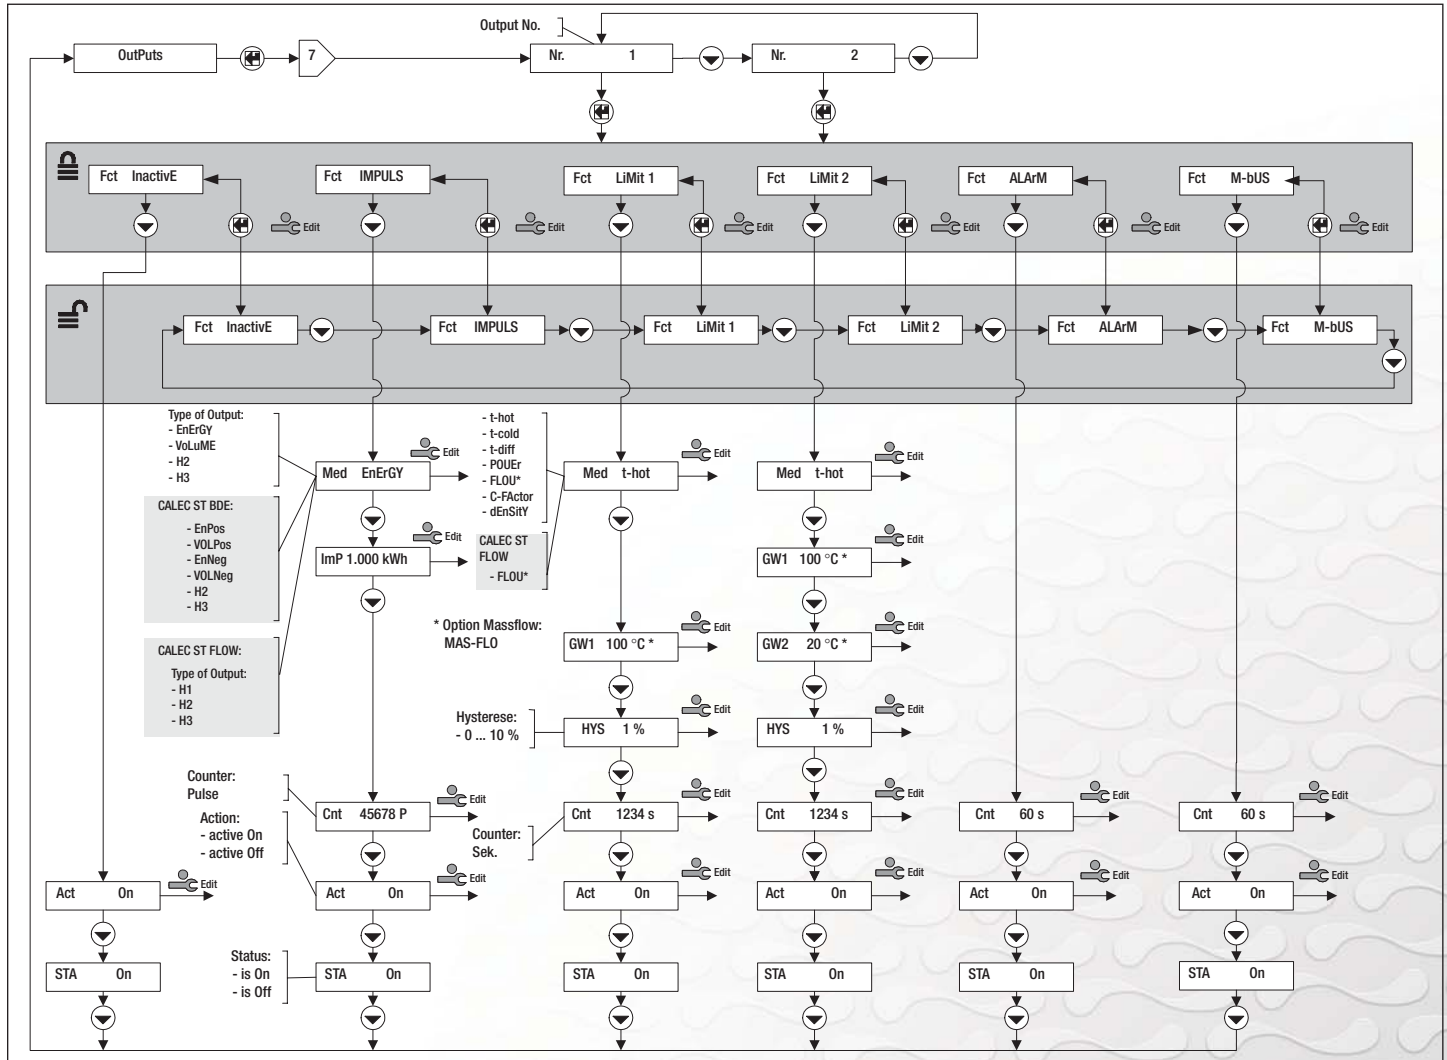 Output No.
OutPuts
7
Nr. 1
Nr. 2
Fct InactivE
Fct IMPULS
Fct LiMit 1
Fct LiMit 2
Fct ALArM
Fct M-bUS
Edit
Edit
Edit
Edit
Edit
Edit
Fct InactivE
Fct IMPULS
Fct LiMit 1
Fct LiMit 2
Fct ALArM
Fct M-bUS
Type of Output:
- EnErGY
- VoLuME
- H2
- H3
CALEC ST BDE:
- EnPos
- VOLPos
- EnNeg
- VOLNeg
- H2
- H3
CALEC ST FLOW:
Type of Output:
- H1
- H2
- H3
Med EnErGY
Edit
ImP 1.000 kWh
Edit
- t-hot
- t-cold
- t-diff
- POUEr
- FLOU*
- C-FActor
- dEnSitY
CALEC ST
FLOW
- FLOU*
* Option Massflow:
MAS-FLO
Med t-hot
Edit
Med t-hot
Edit
GW1 100 °C *
Edit
GW1 100 °C *
Edit
GW2 20 °C *
Edit
Hysterese:
- 0 ... 10 %
HYS 1 %
Edit
HYS 1 %
Edit
Counter:
Pulse
Action:
- active On
- active Off
Cnt 45678 P
Edit
Counter:
Sek.
Cnt 1234 s
Edit
Cnt 1234 s
Edit
Cnt 60 s
Edit
Cnt 60 s
Edit
Act On
Edit
Act On
Edit
Act On
Edit
Act On
Edit
Act On
Edit
Act On
Edit
Status:
- is On
- is Off
STA On
STA On
STA On
STA On
STA On
STA On